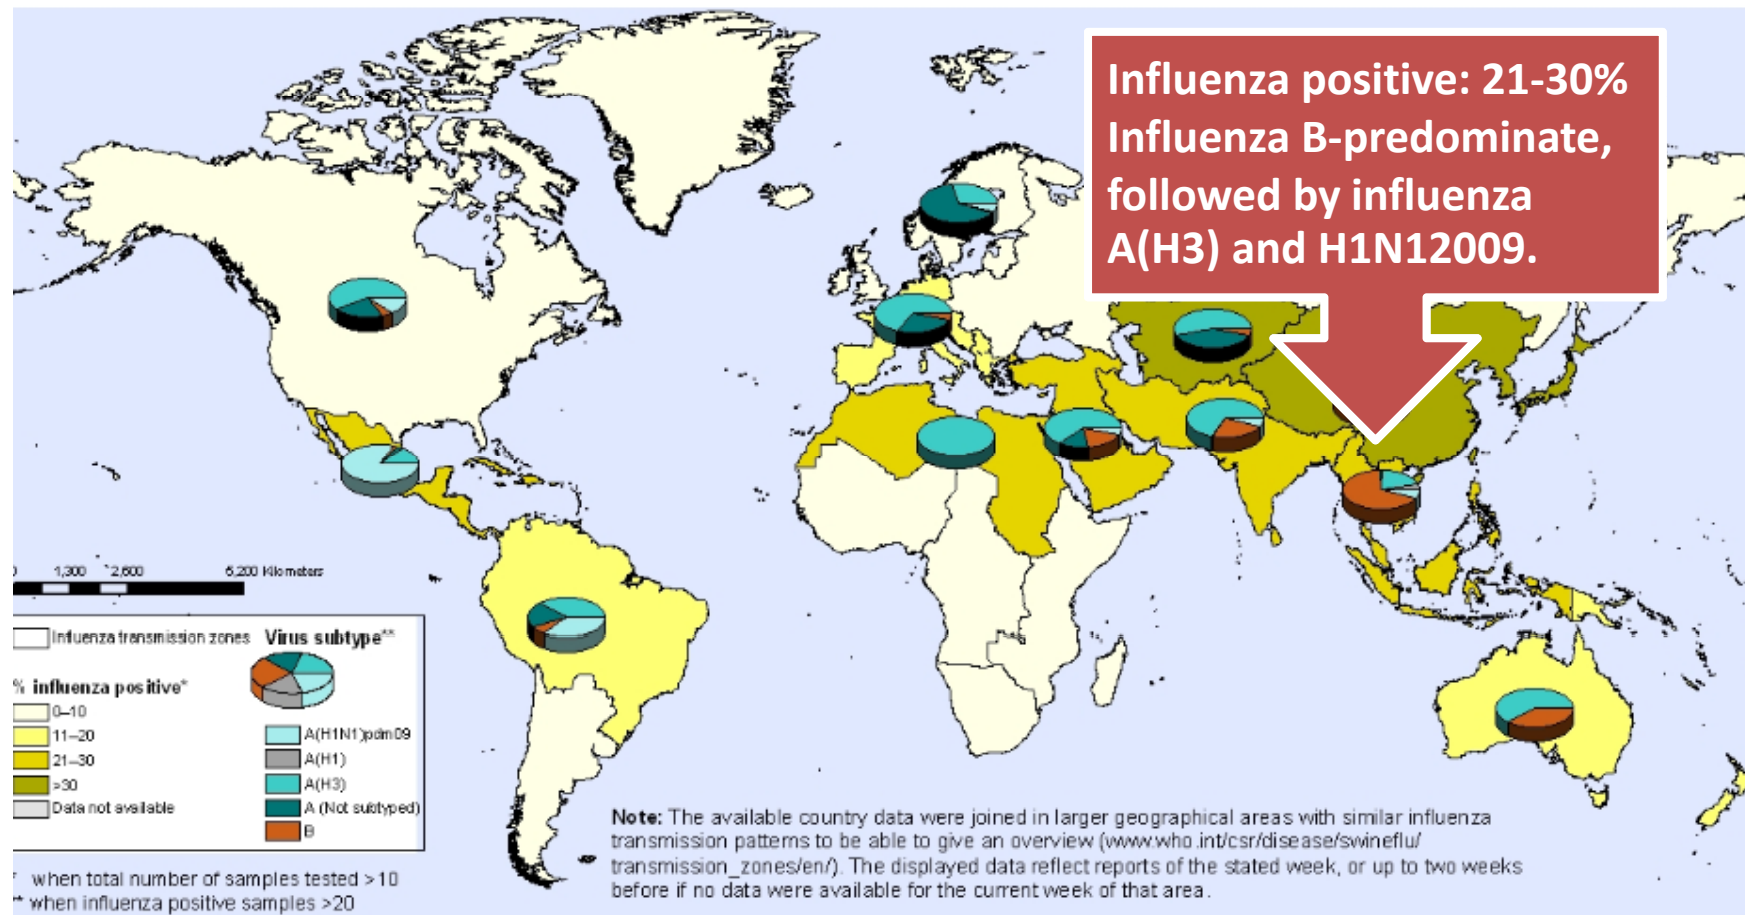 Influenza positive: 21-30%
Influenza B-predominate,
followed by influenza
A(H3) and H1N12009.
1,300 2,600 5,200 Kilometers
Influenza transmission zones
Virus subtype**
% influenza positive*
0–10
11–20
21–30
>30
Data not available
A(H1N1)pdm09
A(H1)
A(H3)
A (Not subtyped)
B
* when total number of samples tested >10
** when influenza positive samples >20
Note: The available country data were joined in larger geographical areas with similar influenza
transmission patterns to be able to give an overview (www.who.int/csr/disease/swineflu/
transmission_zones/en/). The displayed data reflect reports of the stated week, or up to two weeks
before if no data were available for the current week of that area.